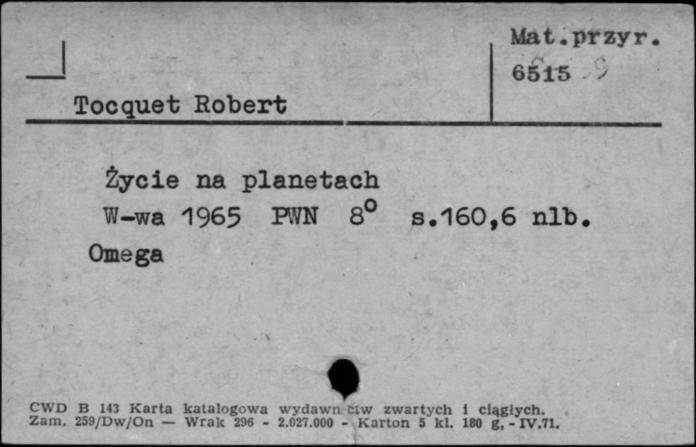 Mat.przyr.
6515 9
Tocquet Robert
Życie na planetach
W-wa 1965 PWN 8° s.160,6 nlb.
Omega
CWD B 143 Karta katalogowa wydawnictw zwartych i ciągłych.
Zam. 259/Dw/On — Wrak 296 - 2.027.000 - Karton 5 kl. 180 g, - IV.71.